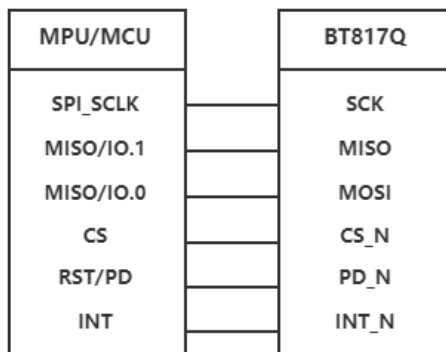 MPU/MCU BT817Q
SPI_SCLK SCK
MISO/IO.1 MISO
MISO/IO.0 MOSI
CS CS_N
RST/PD PD_N
INT INT_N